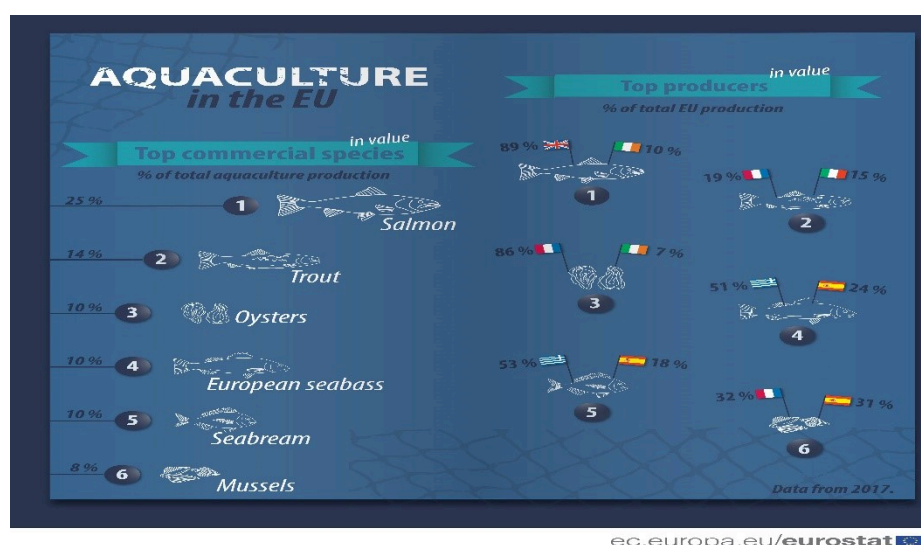 AQUACULTURE
in the EU
in value
Top commercial species
% of total aquaculture production
25 %
1
Salmon
14 %
2
Trout
10 %
3
Oysters
10 %
4
European seabass
10 %
5
Seabream
8 %
6
Mussels
in value
Top producers
% of total EU production
89 %
10 %
1
19 %
15 %
2
86 %
7 %
3
51 %
24 %
4
53 %
18 %
5
32 %
31 %
6
Data from 2017.
ec.europa.eu/eurostat